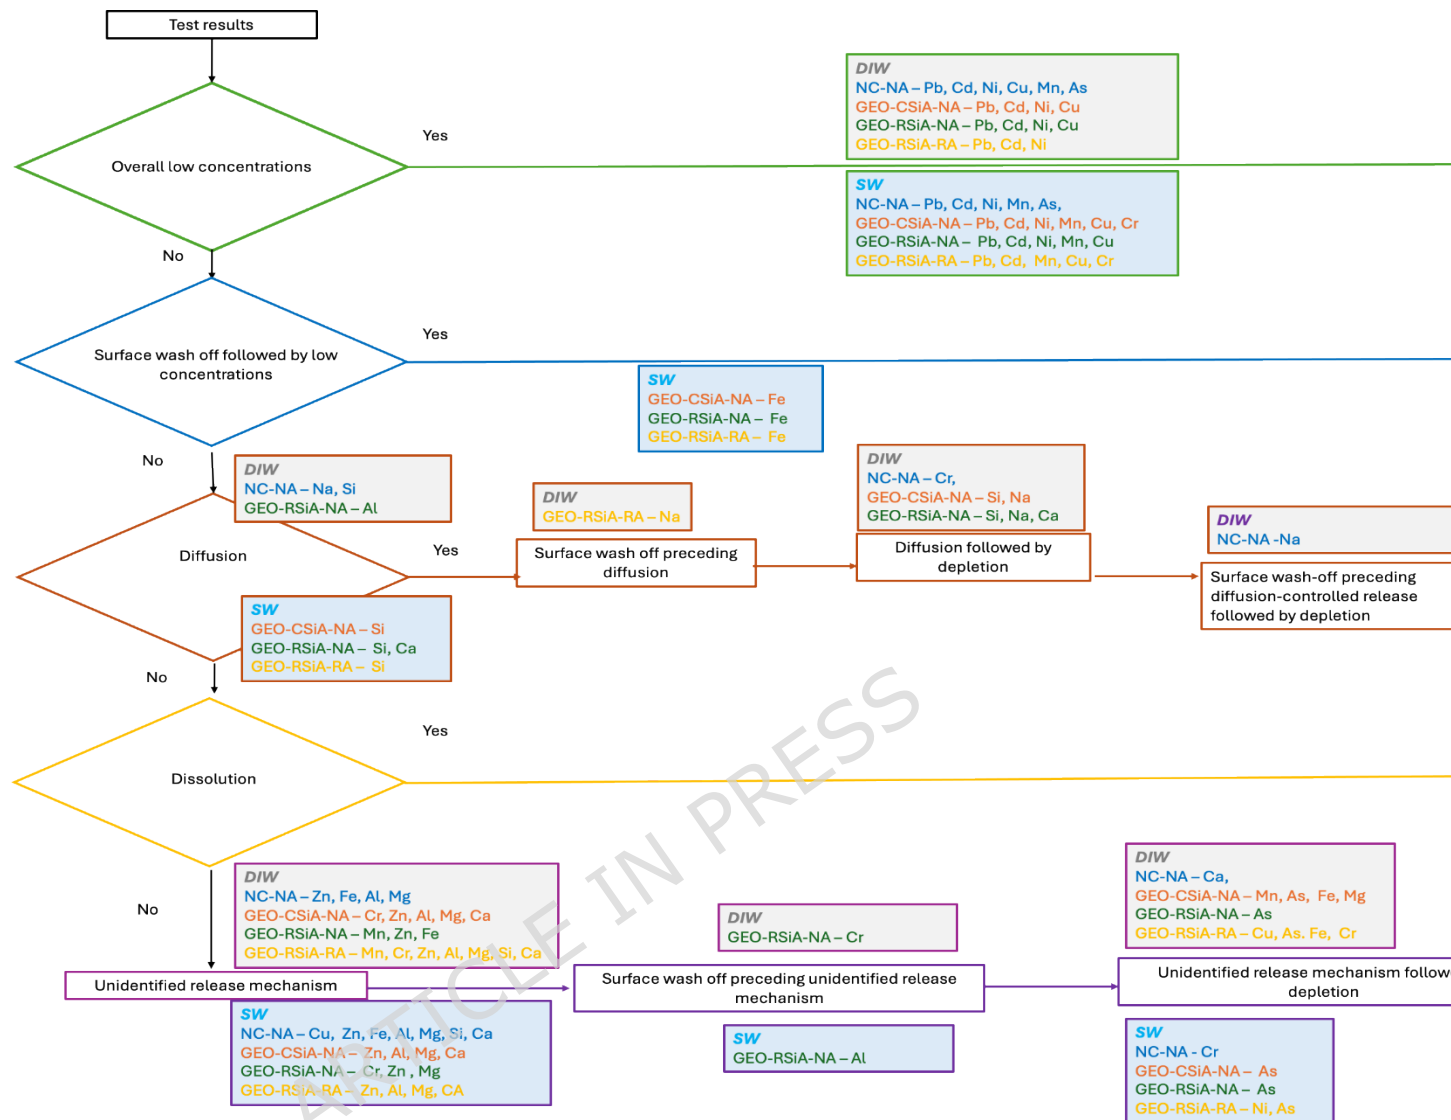 Test results
DIW
NC-NA – Pb, Cd, Ni, Cu, Mn, As
GEO-CSiA-NA – Pb, Cd, Ni, Cu
GEO-RSiA-NA – Pb, Cd, Ni, Cu
GEO-RSiA-RA – Pb, Cd, Ni
Yes
Overall low concentrations
SW
NC-NA – Pb, Cd, Ni, Mn, As,
GEO-CSiA-NA – Pb, Cd, Ni, Mn, Cu, Cr
GEO-RSiA-NA – Pb, Cd, Ni, Mn, Cu
GEO-RSiA-RA – Pb, Cd, Mn, Cu, Cr
No
Yes
Surface wash off followed by low
concentrations
SW
GEO-CSiA-NA – Fe
GEO-RSiA-NA – Fe
GEO-RSiA-RA – Fe
No
DIW
NC-NA – Na, Si
GEO-RSiA-NA – Al
DIW
GEO-RSiA-RA – Na
DIW
NC-NA – Cr,
GEO-CSiA-NA – Si, Na
GEO-RSiA-NA – Si, Na, Ca
DIW
NC-NA -Na
Diffusion
Yes
Surface wash off preceding
diffusion
Diffusion followed by
depletion
Surface wash-off preceding
diffusion-controlled release
followed by depletion
SW
GEO-CSiA-NA – Si
GEO-RSiA-NA – Si, Ca
GEO-RSiA-RA – Si
No
Yes
Dissolution
No
DIW
NC-NA – Zn, Fe, Al, Mg
GEO-CSiA-NA – Cr, Zn, Al, Mg, Ca
GEO-RSiA-NA – Mn, Zn, Fe
GEO-RSiA-RA – Mn, Cr, Zn, Al, Mg, Si, Ca
DIW
GEO-RSiA-NA – Cr
DIW
NC-NA – Ca,
GEO-CSiA-NA – Mn, As, Fe, Mg
GEO-RSiA-NA – As
GEO-RSiA-RA – Cu, As. Fe, Cr
Unidentified release mechanism
Surface wash off preceding unidentified release
mechanism
Unidentified release mechanism followe
depletion
SW
NC-NA – Cu, Zn, Fe, Al, Mg, Si, Ca
GEO-CSiA-NA – Zn, Al, Mg, Ca
GEO-RSiA-NA – Cr, Zn , Mg
GEO-RSiA-RA – Zn, Al, Mg, CA
SW
GEO-RSiA-NA – Al
SW
NC-NA - Cr
GEO-CSiA-NA – As
GEO-RSiA-NA – As
GEO-RSiA-RA – Ni, As
ARTICLE IN PRESS